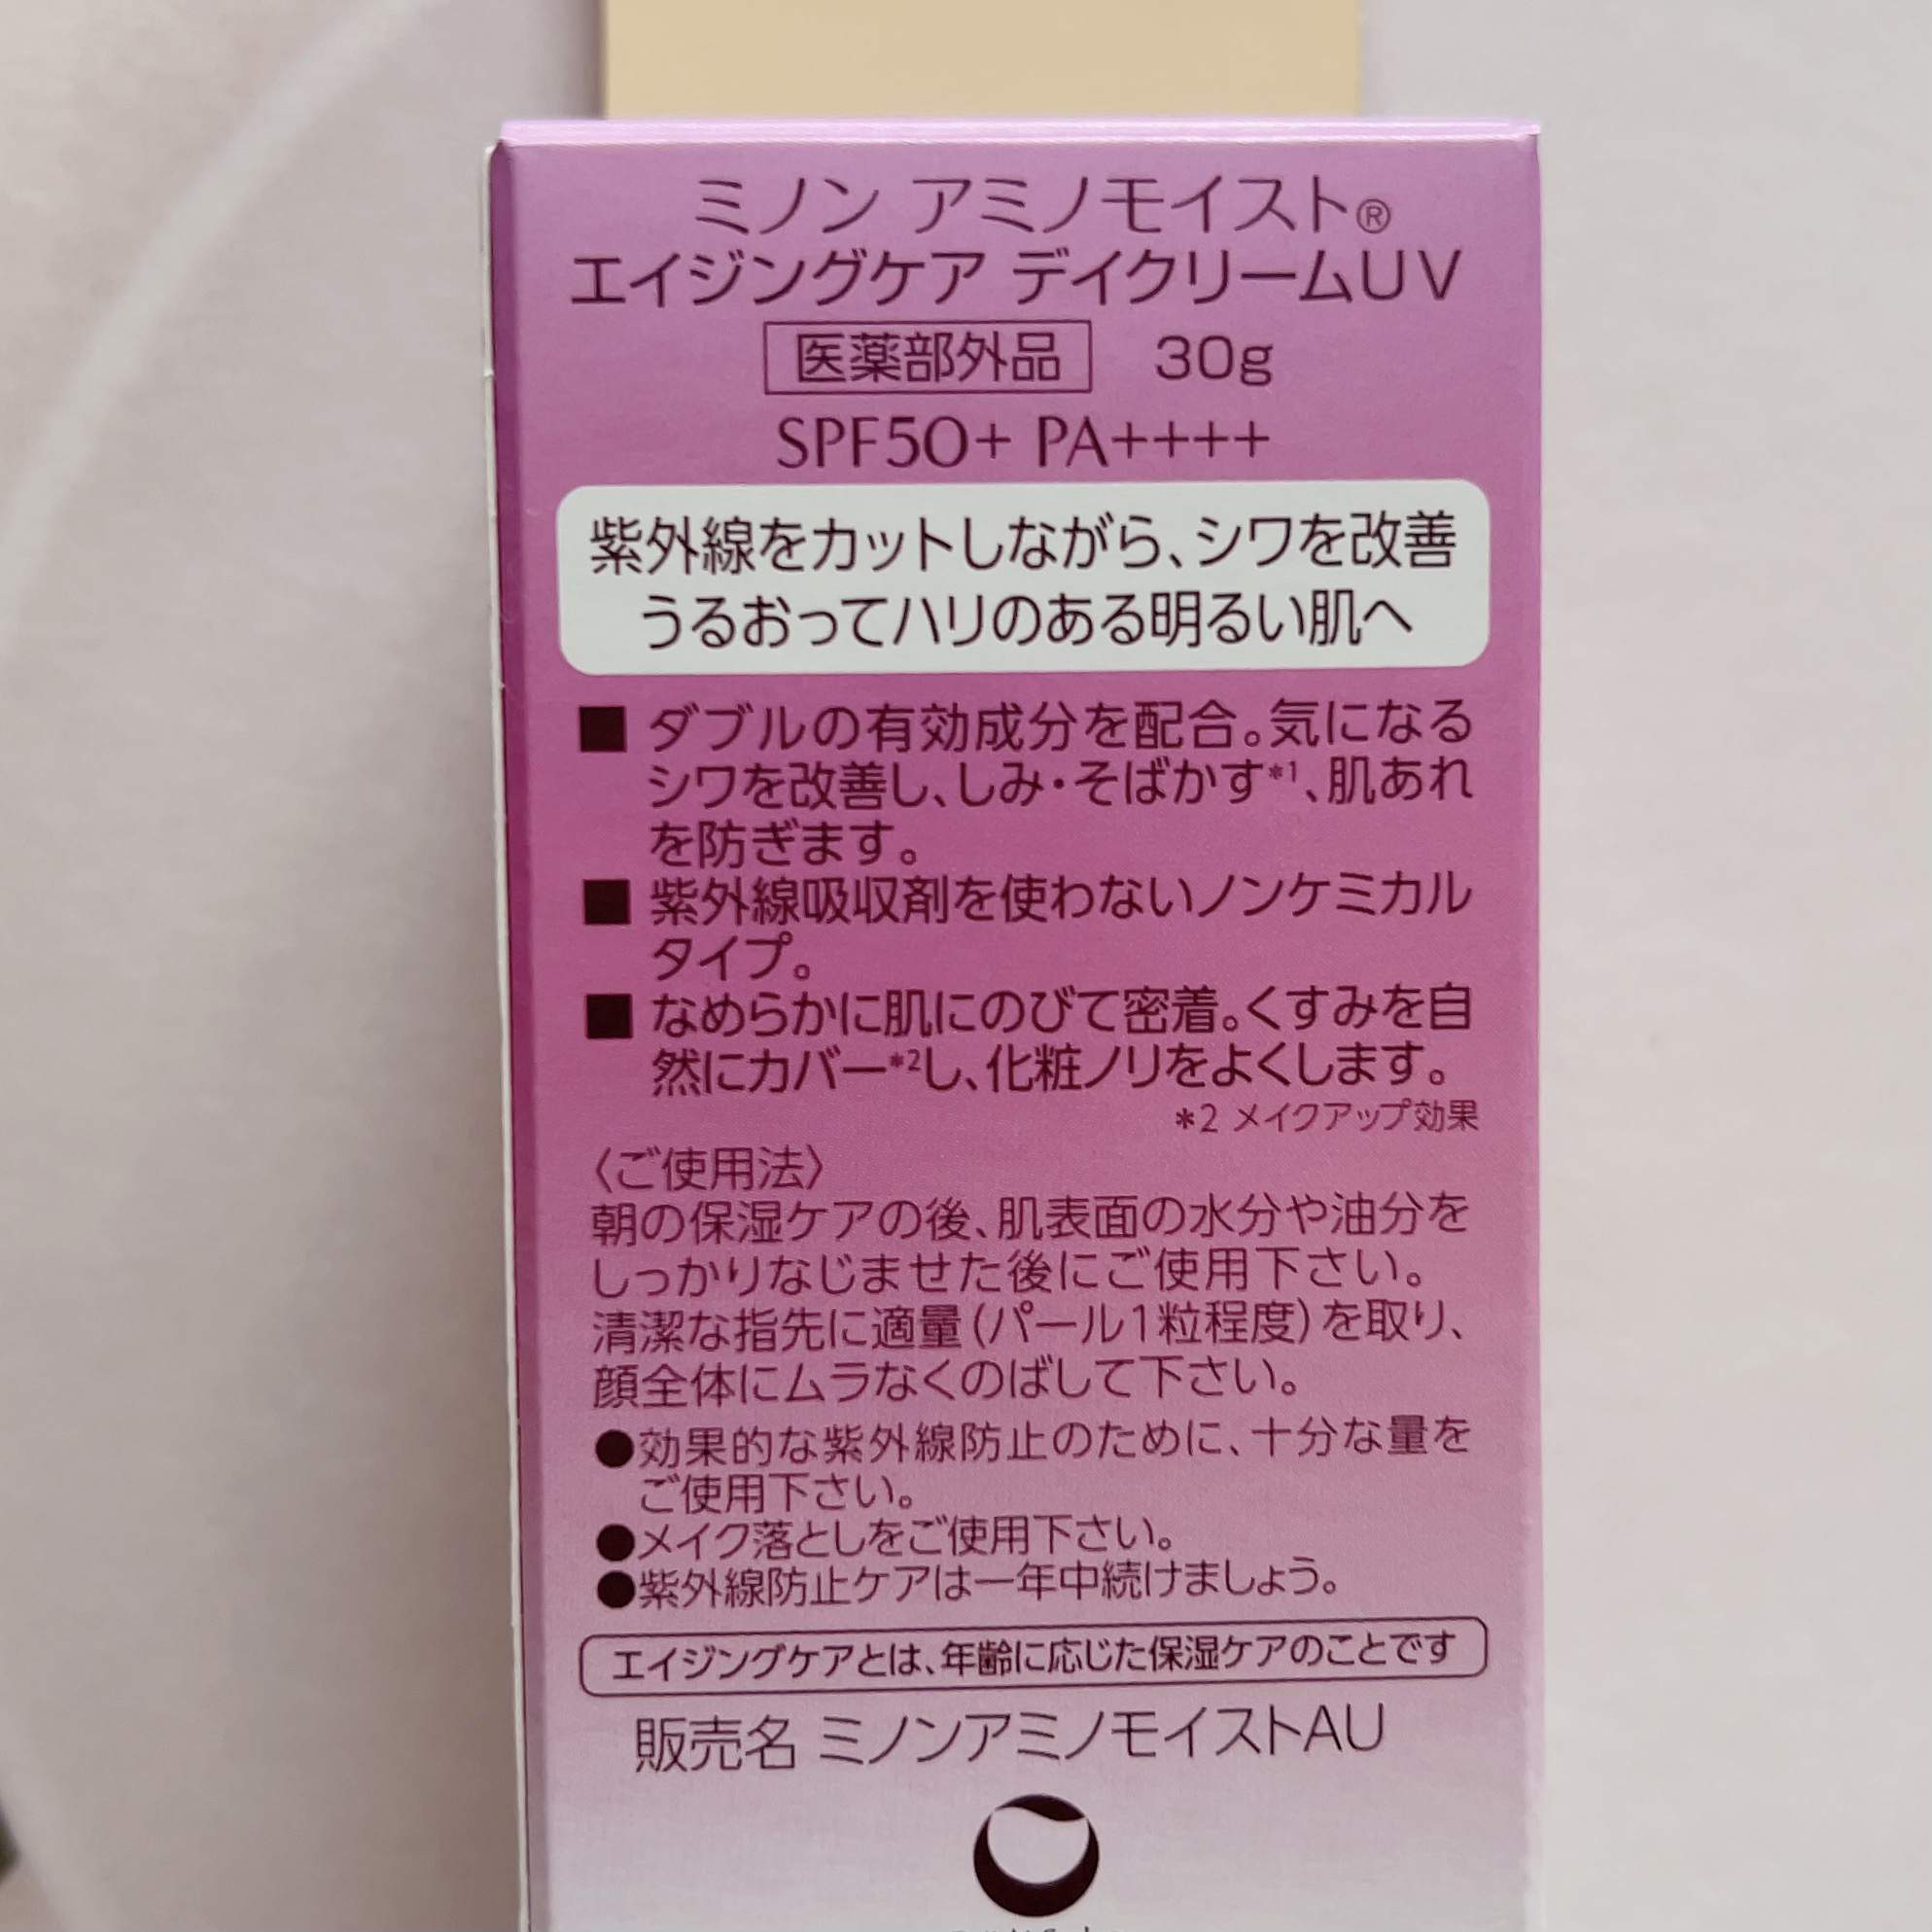 ミノン アミノモイスト®
エイジングケア デイクリームUV
医薬部外品 30g
SPF50+ PA++++
紫外線をカットしながら、シワを改善
うるおってハリのある明るい肌へ
■ ダブルの有効成分を配合。気になる
シワを改善し、しみ・そばかす*1、肌あれ
を防ぎます。
■ 紫外線吸収剤を使わないノンケミカル
タイプ。
■ なめらかに肌にのびて密着。くすみを自
然にカバー*2し、化粧ノリをよくします。
*2 メイクアップ効果
〈ご使用法〉
朝の保湿ケアの後、肌表面の水分や油分を
しっかりなじませた後にご使用下さい。
清潔な指先に適量(パール1粒程度)を取り、
顔全体にムラなくのばして下さい。
●効果的な紫外線防止のために、十分な量を
ご使用下さい。
●メイク落としをご使用下さい。
●紫外線防止ケアは一年中続けましょう。
エイジングケアとは、年齢に応じた保湿ケアのことです
販売名 ミノンアミノモイストAU